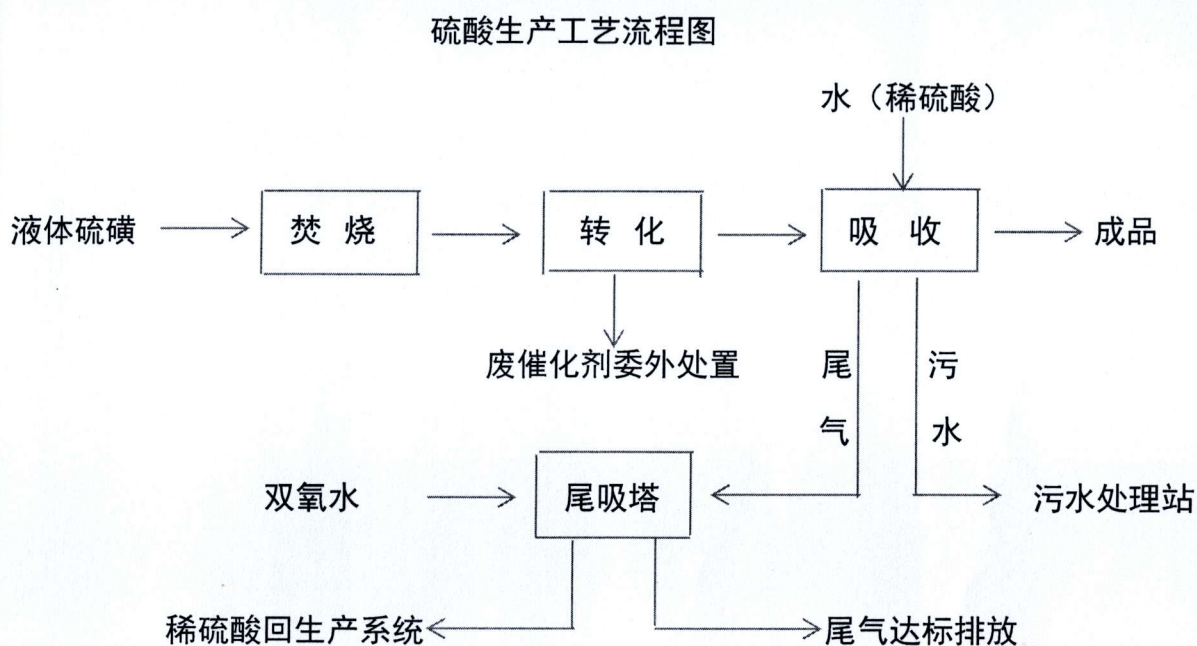 硫酸生产工艺流程图
水（稀硫酸）
液体硫磺 焚 烧 转 化 吸 收 成品
废催化剂委外处置 尾 污
气 水
双氧水 尾吸塔 污水处理站
稀硫酸回生产系统 尾气达标排放